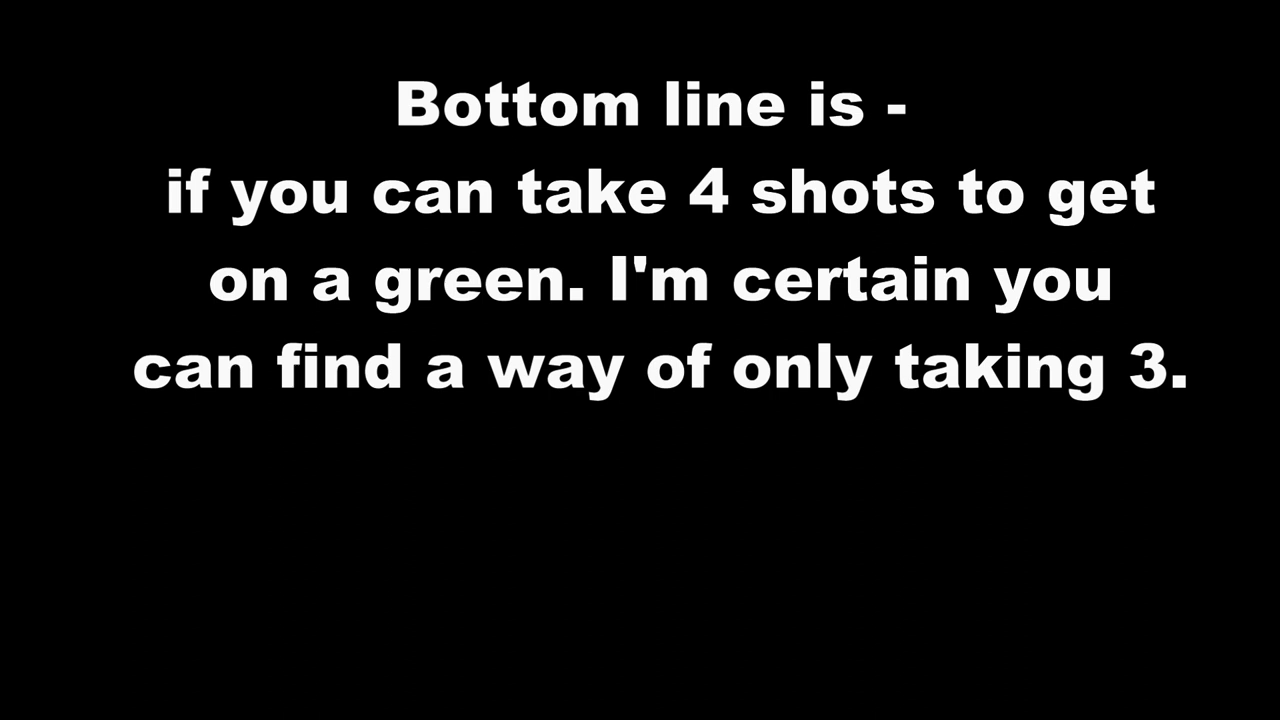 Bottom line is -
if you can take 4 shots to get
on a green. I'm certain you
can find a way of only taking 3.